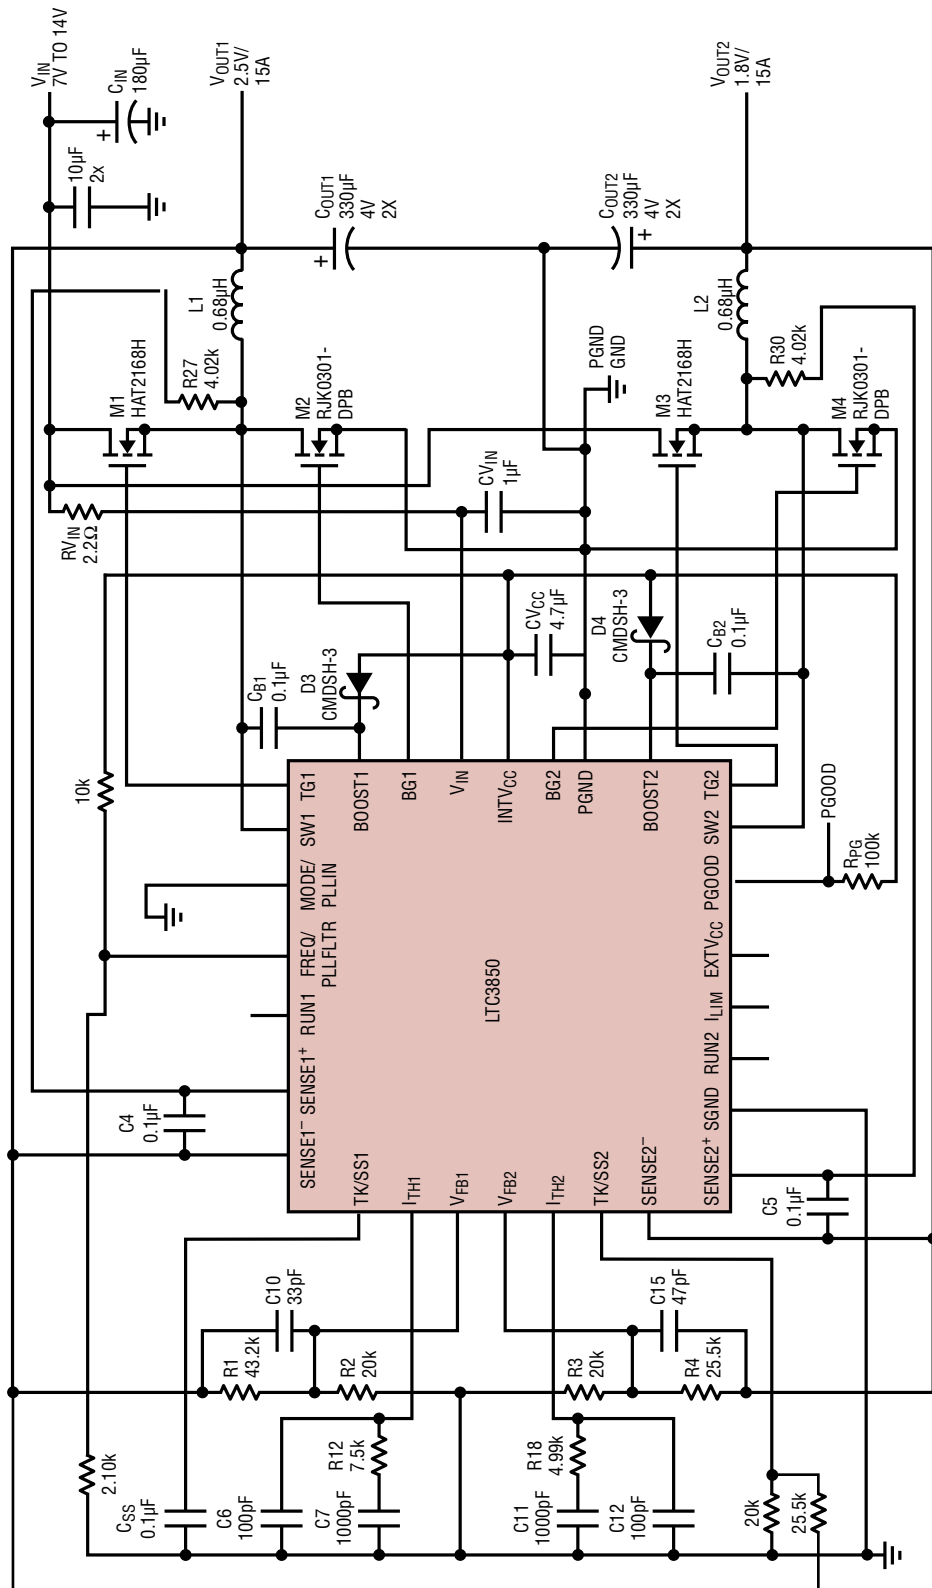 VIN
7V TO 14V
CIN
180µF
+
10µF
2x
VOUT1
2.5V/
15A
COUT1
330µF
4V
2X
+
COUT2
330µF
4V
2X
+
VOUT2
1.8V/
15A
L1
0.68µH
L2
0.68µH
M1
HAT2168H
R27
4.02k
M2
RJK0301-
DPB
PGND
GND
M3
HAT2168H
R30
4.02k
M4
RJK0301-
DPB
RVIN
2.2Ω
CVIN
1µF
CVCC
4.7µF
D4
CMDSH-3
CB2
0.1µF
CB1
0.1µF
D3
CMDSH-3
10k
TG1
SW1
MODE/
PLLIN
FREQ/
PLLFLTR
RUN1
SENSE1+
SENSE1–
BOOST1
BG1
VIN
INTVCC
BG2
PGND
BOOST2
TG2
SW2
PGOOD
EXTVCC
ILIM
RUN2
SGND
SENSE2+
LTC3850
TK/SS1
ITH1
VFB1
VFB2
ITH2
TK/SS2
SENSE2–
PGOOD
RPG
100k
C4
0.1µF
C5
0.1µF
C10
33pF
R1
43.2k
R2
20k
R3
20k
C15
47pF
R4
25.5k
2.10k
CSS
0.1µF
C6
100pF
R12
7.5k
C7
1000pF
R18
4.99k
C11
1000pF
C12
100pF
20k
25.5k